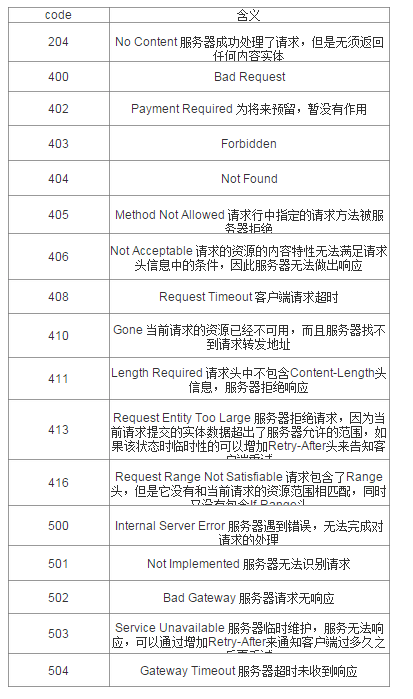 code 含义
204 No Content 服务器成功处理了请求，但是无须返回
任何内容实体
400 Bad Request
402 Payment Required 为将来预留，暂没有作用
403 Forbidden
404 Not Found
405 Method Not Allowed 请求行中指定的请求方法被服
务器拒绝
406 Not Acceptable 请求的资源的内容特性无法满足请求
头信息中的条件，因此服务器无法做出响应
408 Request Timeout 客户端请求超时
410 Gone 当前请求的资源已经不可用，而且服务器找不
到请求转发地址
411 Length Required 请求头中不包含Content-Length头
信息，服务器拒绝响应
413 Request Entity Too Large 服务器拒绝请求，因为当
前请求提交的实体数据超出了服务器允许的范围，如
果该状态时临时性的可以增加Retry-After头来告知客
416 Request Range Not Satisfiable 请求包含了Range
头，但是它没有和当前请求的资源范围相匹配，同时
又没有包含If-Range头
500 Internal Server Error 服务器遇到错误，无法完成对
请求的处理
501 Not Implemented 服务器无法识别请求
502 Bad Gateway 服务器请求无响应
503 Service Unavailable 服务器临时维护，服务无法响
应，可以通过增加Retry-After来通知客户端过多久之
504 Gateway Timeout 服务器超时未收到响应